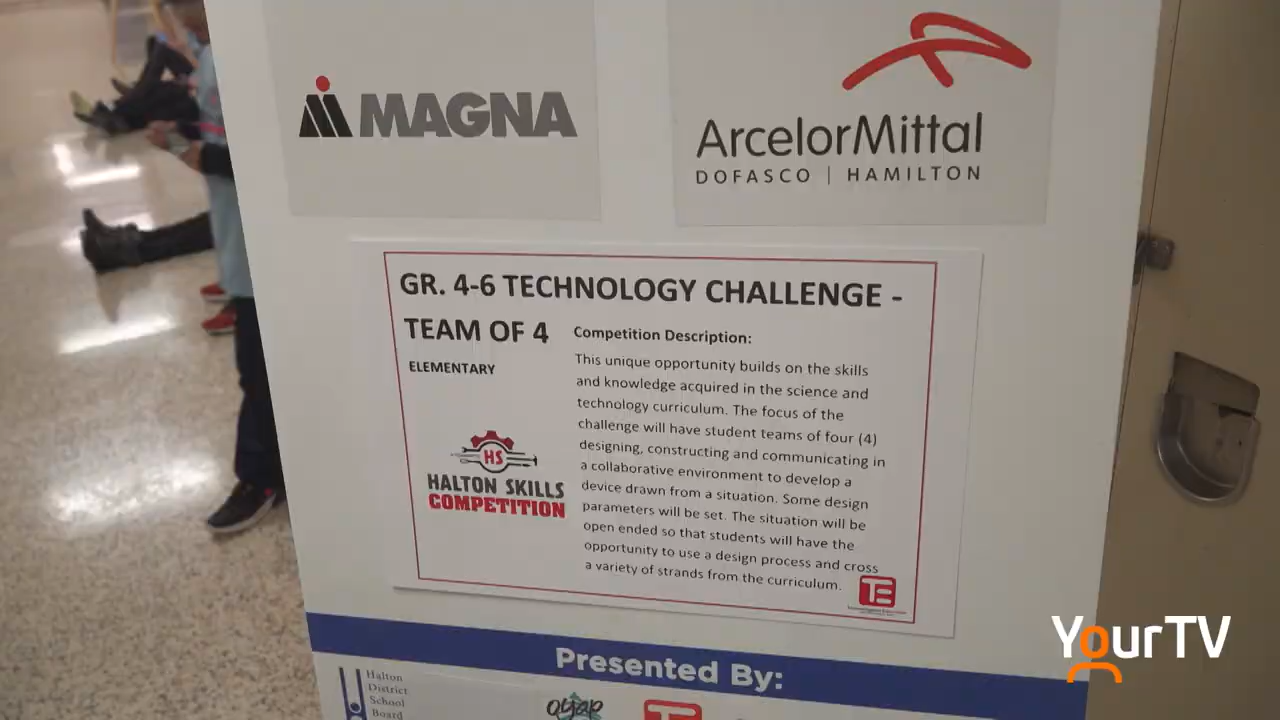 MAGNA
ArcelorMittal
DOFASCO | HAMILTON
GR. 4-6 TECHNOLOGY CHALLENGE -
TEAM OF 4
ELEMENTARY
HS
HALTON SKILLS
COMPETITION
Competition Description:
This unique opportunity builds on the skills
and knowledge acquired in the science and
technology curriculum. The focus of the
challenge will have student teams of four (4)
designing, constructing and communicating in
a collaborative environment to develop a
device drawn from a situation. Some design
parameters will be set. The situation will be
open ended so that students will have the
opportunity to use a design process and cross
a variety of strands from the curriculum.
TE
YourTV
Presented By:
Halton
District
School
Board
oyap